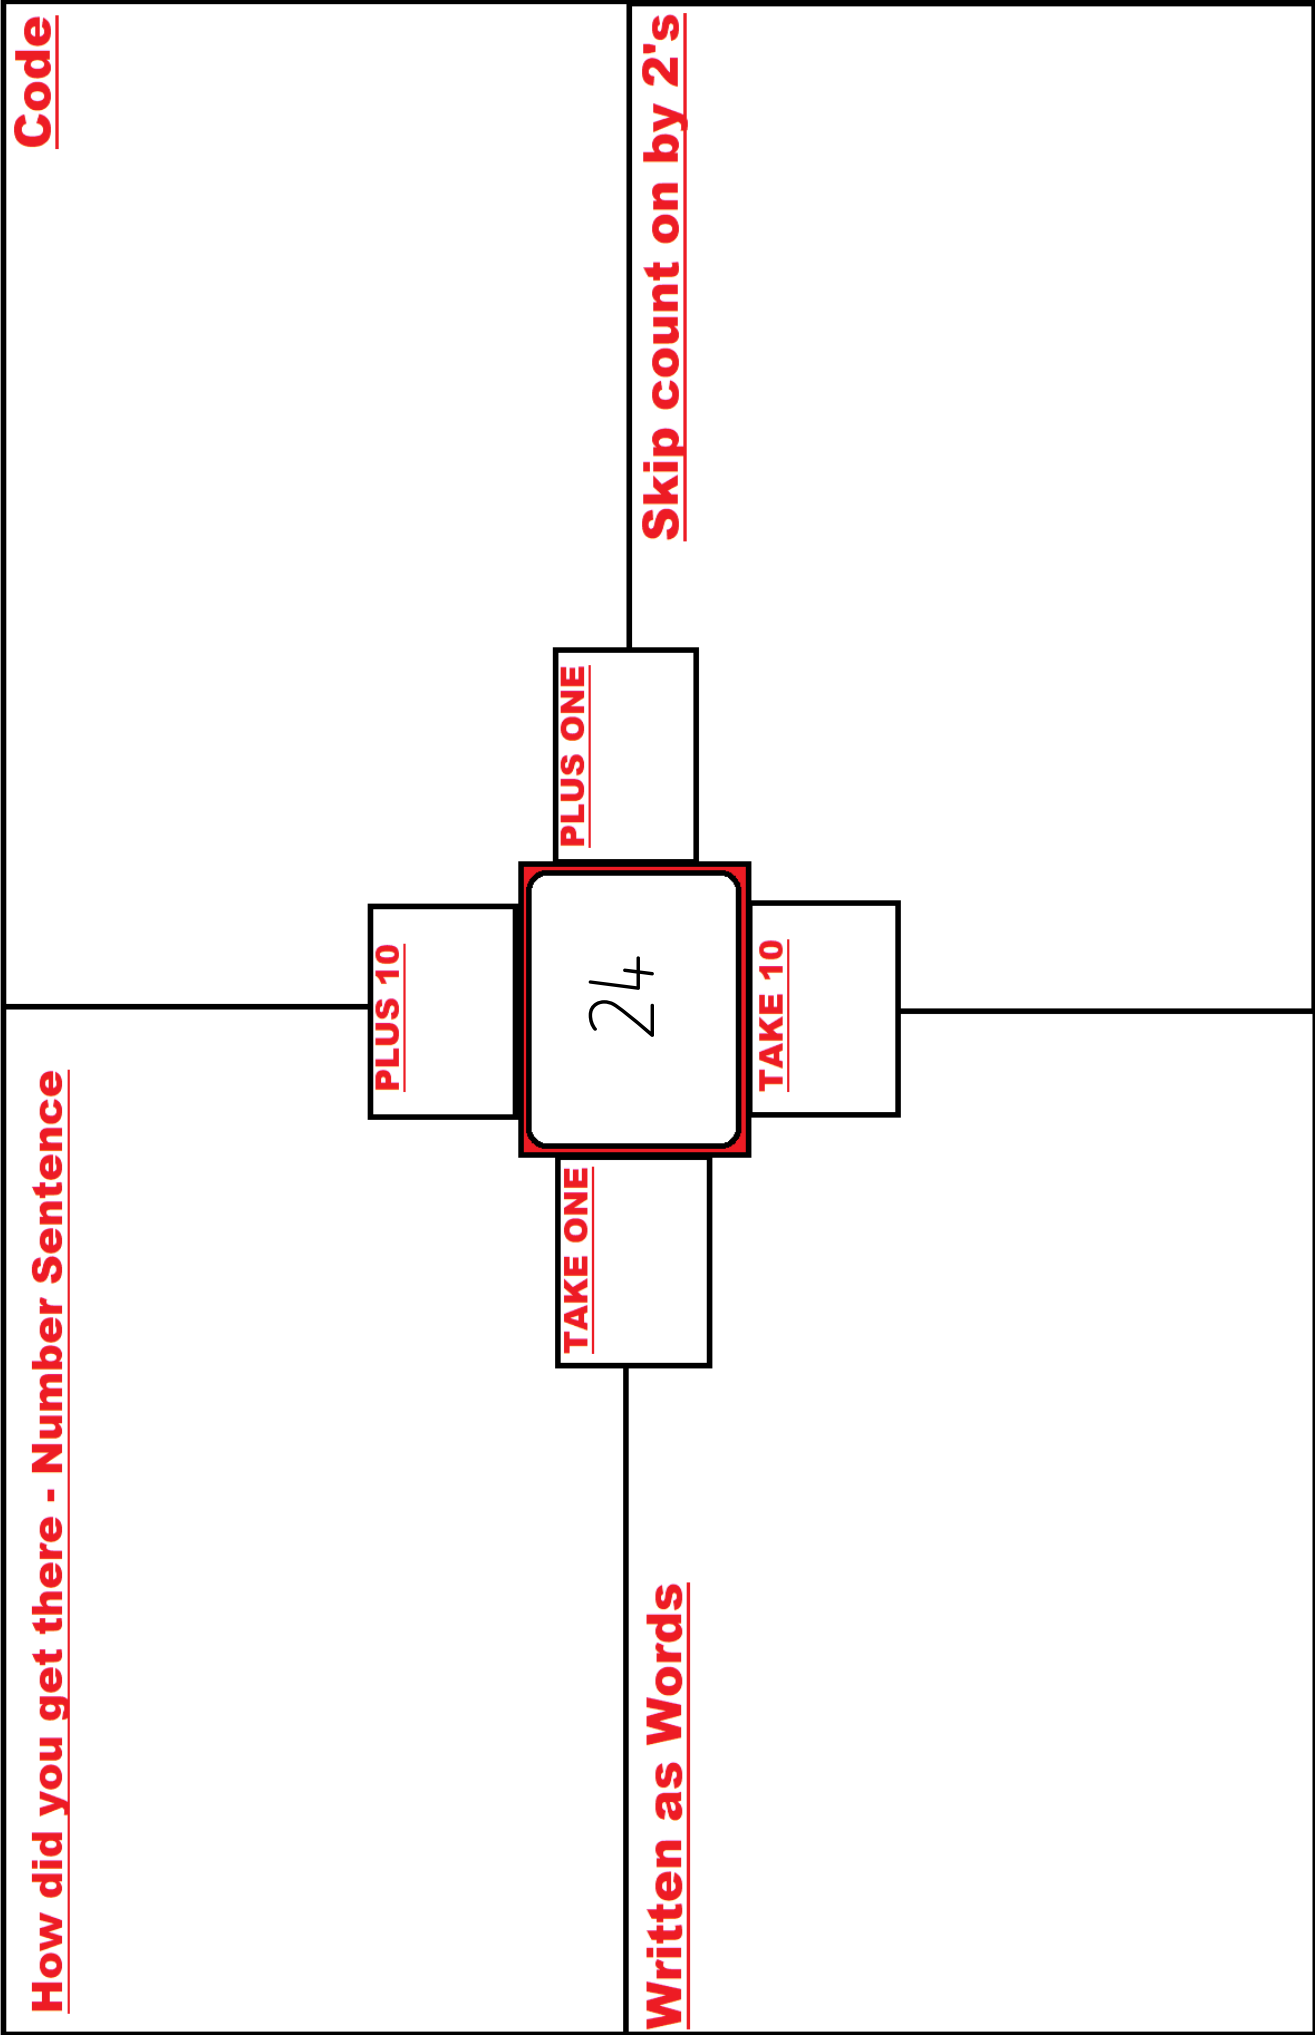 How did you get there - Number Sentence
Code
PLUS 10
TAKE ONE
24
PLUS ONE
TAKE 10
Written as Words
Skip count on by 2's